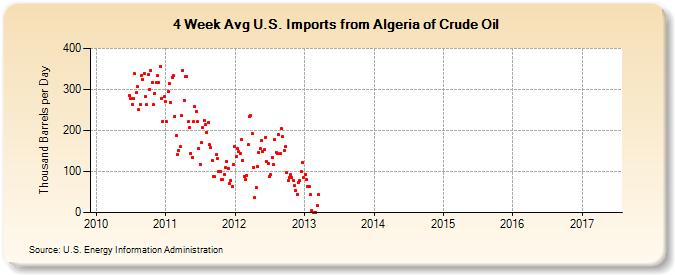 4 Week Avg U.S. Imports from Algeria of Crude Oil
Thousand Barrels per Day
400
300
200
100
0
2010 2011 2012 2013 2014 2015 2016 2017
Source: U.S. Energy Information Administration